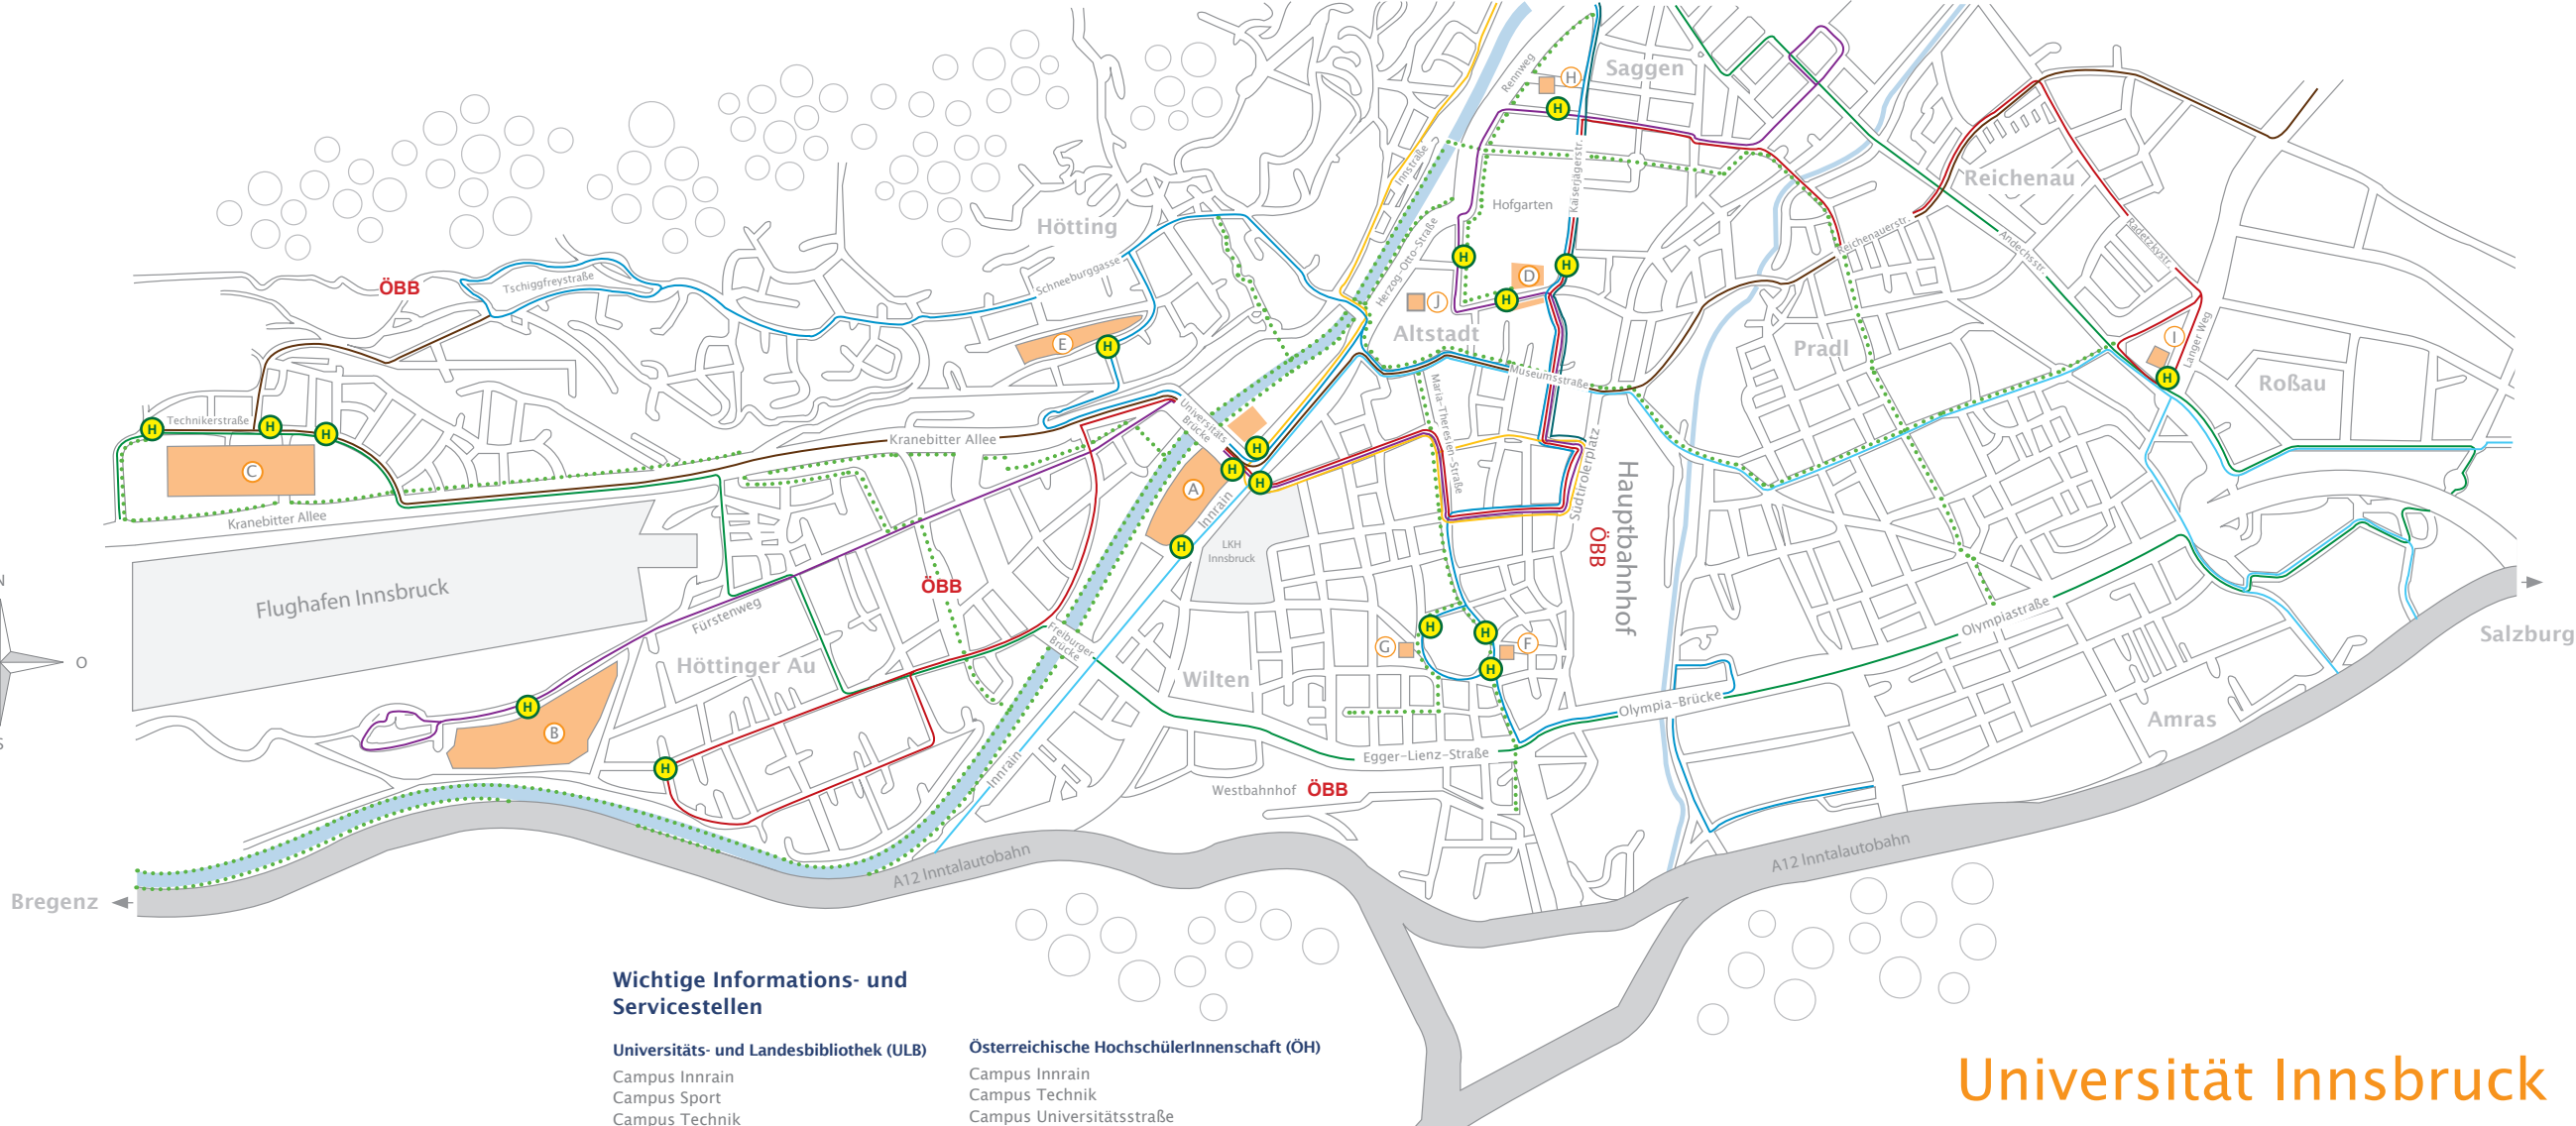 Rennweg
H
H
Saggen
Innstraße
Kaiserjägerstr.
Hofgarten
Reichenau
Hötting
Herzog-Otto-Straße
Reichenauerstr.
Andechsstr.
Radetzkystr.
ÖBB
Tschiggfreystraße
Schneeburggasse
H
H
D
H
J
Altstadt
E
H
Pradl
I
Langer Weg
H
Roßau
Museumsstraße
Maria-Theresien-Straße
Technikerstraße
H
H
H
Universitäts
Brücke
Kranebitter Allee
H
H
H
C
A
Innrain
Südtirolerplatz
Hauptbahnhof
ÖBB
Kranebitter Allee
LKH
Innsbruck
H
Flughafen Innsbruck
ÖBB
N
O
S
Fürstenweg
Freiburger
Brücke
Höttinger Au
Wilten
H
H
G
F
H
Olympiastraße
Salzburg
Olympia-Brücke
Amras
H
B
H
Innrain
Egger-Lienz-Straße
Westbahnhof ÖBB
A12 Inntalautobahn
A12 Inntalautobahn
Bregenz
Wichtige Informations- und
Servicestellen
Universitäts- und Landesbibliothek (ULB)
Campus Innrain
Campus Sport
Campus Technik
Österreichische HochschülerInnenschaft (ÖH)
Campus Innrain
Campus Technik
Campus Universitätsstraße
Universität Innsbruck